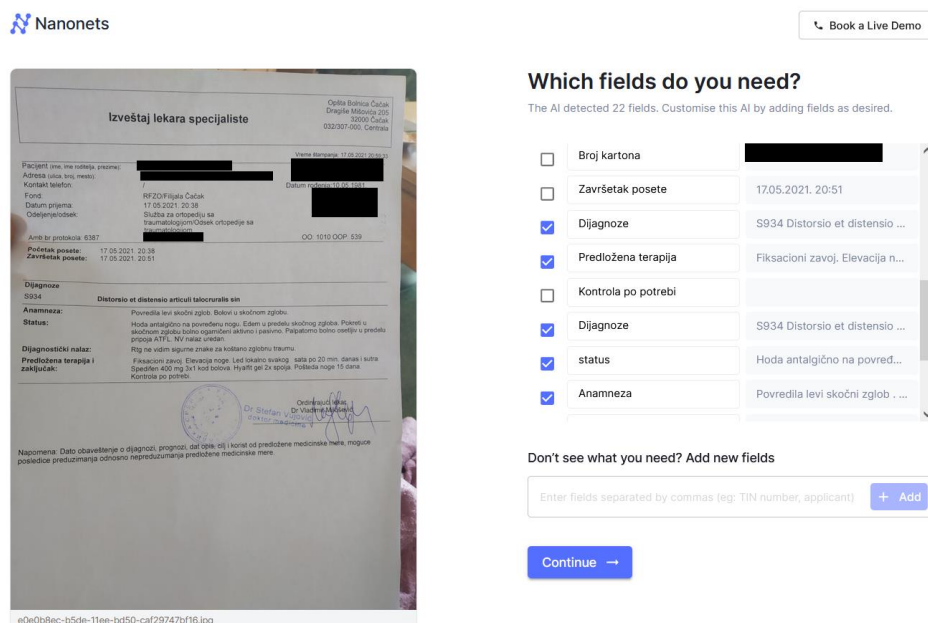 Nanonets
Book a Live Demo
Opšta Bolnica Čačak
Dragiše Mišovića 205
32000 Čačak
032/307-000, Centrala
Izveštaj lekara specijaliste
Vreme štampanja: 17.05.2021 20:58:33
Pacijent (ime, ime roditelja, prezime):
Adresa (ulica, broj, mesto):
Kontakt telefon: /
Datum rođenja: 10.05.1981.
Fond: RFZO/Filijala Čačak
Datum prijema: 17.05.2021. 20:38
Odeljenje/odsek: Služba za ortopediju sa
traumatologijom/Odsek ortopedije sa
traumatologijom
Amb br protokola: 6387
OO: 1010 OOP: 539
Početak posete: 17.05.2021. 20:38
Završetak posete: 17.05.2021. 20:51
Dijagnoze
S934 Distorsio et distensio articuli talocruralis sin
Anamneza: Povredila levi skočni zglob. Bolovi u skočnom zglobu.
Status: Hoda antalgično na povređenu nogu. Edem u predelu skočnog zgloba. Pokreti u
skočnom zglobu bolno ograničeni aktivno i pasivno. Palpatorno bolno osetljiv u predelu
pripoja ATFL. NV nalaz uredan.
Dijagnostički nalaz: Rtg ne vidim sigurne znake za koštano zglobnu traumu.
Predložena terapija i Fiksacioni zavoj. Elevacija noge. Led lokalno svakog sata po 20 min. danas i sutra
zaključak: Spedifen 400 mg 3x1 kod bolova. Hyalfit gel 2x spolja. Pošteda noge 15 dana.
Kontrola po potrebi.
Ordinirajući lekar,
Dr Vladimir
Dr Stefan Vujović
doktor medicine
Napomena: Dato obaveštenje o dijagnozi, prognozi, dat opis, cilj i korist od predložene medicinske mere, moguce
posledice preduzimanja odnosno nepreduzumanja predložene medicinske mere.
e0e0b8ec-b5de-11ee-bd50-caf29747bf16.jpg
Which fields do you need?
The AI detected 22 fields. Customise this AI by adding fields as desired.
Broj kartona
Završetak posete 17.05.2021. 20:51
Dijagnoze S934 Distorsio et distensio ...
Predložena terapija Fiksacioni zavoj. Elevacija n...
Kontrola po potrebi
Dijagnoze S934 Distorsio et distensio ...
status Hoda antalgično na povređ...
Anamneza Povredila levi skočni zglob . ...
Don't see what you need? Add new fields
Enter fields separated by commas (eg: TIN number, applicant)
+ Add
Continue →